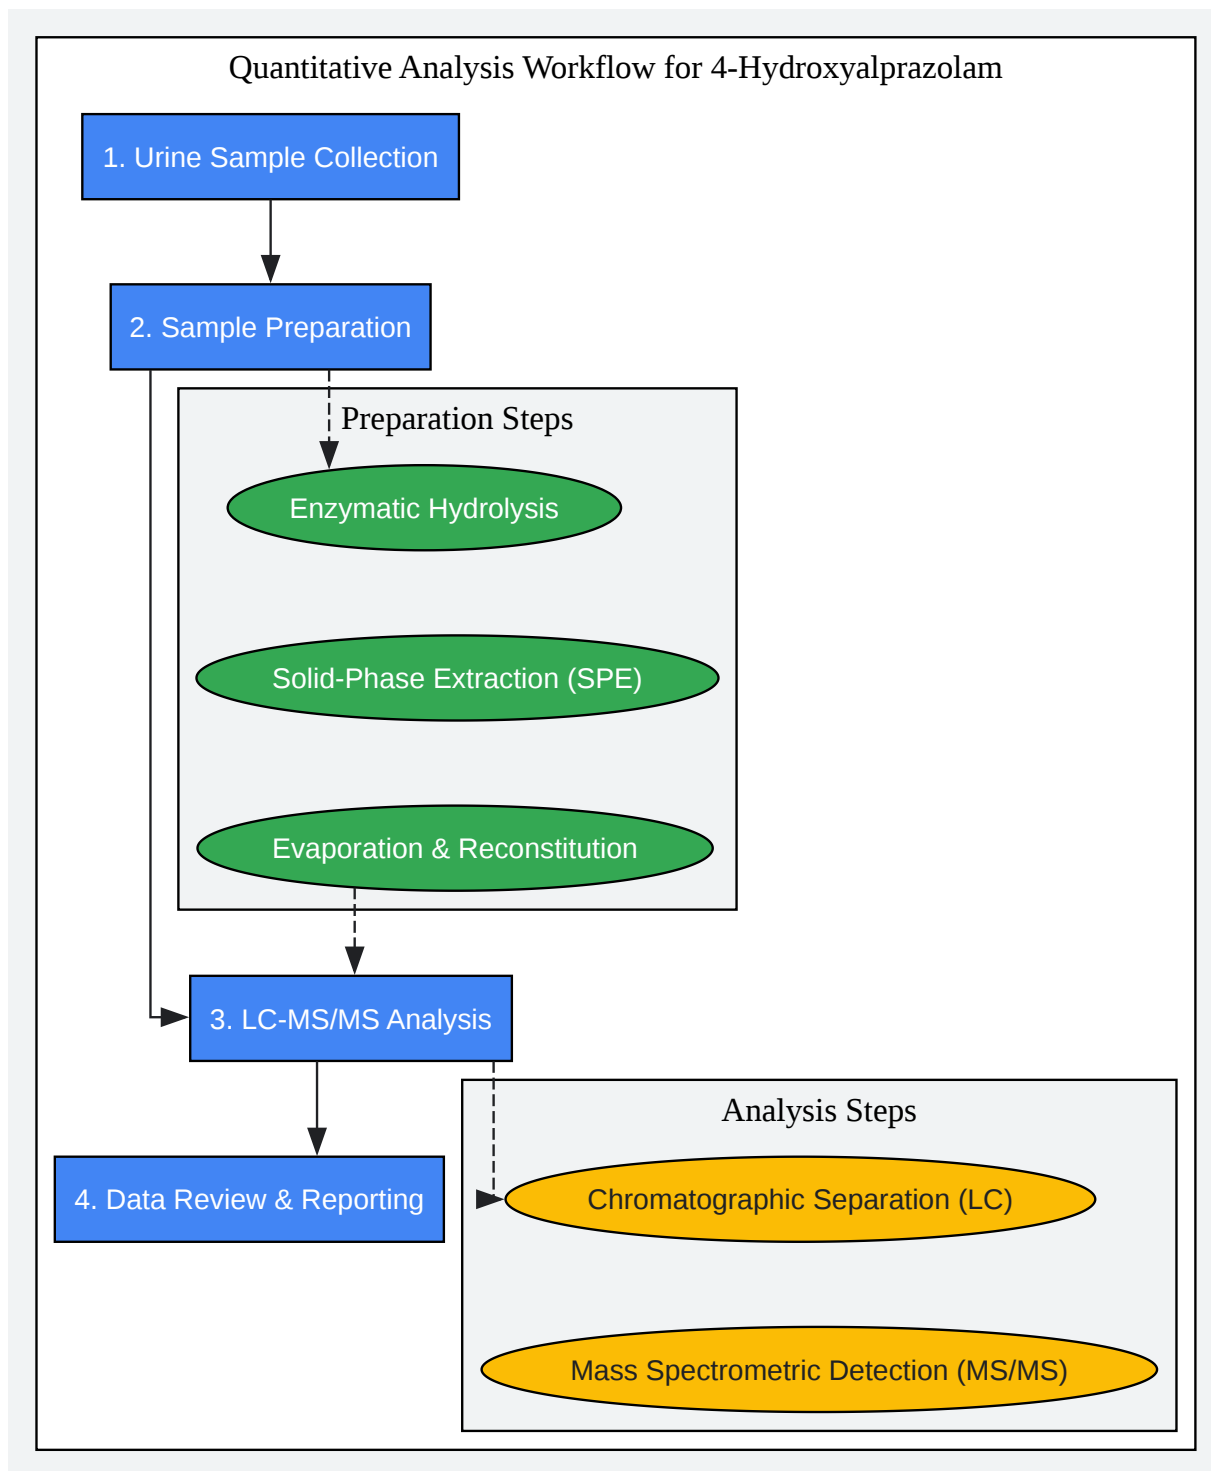 Quantitative Analysis Workflow for 4-Hydroxyalprazolam
1. Urine Sample Collection
2. Sample Preparation
Preparation Steps
Enzymatic Hydrolysis
Solid-Phase Extraction (SPE)
Evaporation & Reconstitution
3. LC-MS/MS Analysis
Analysis Steps
4. Data Review & Reporting
Chromatographic Separation (LC)
Mass Spectrometric Detection (MS/MS)